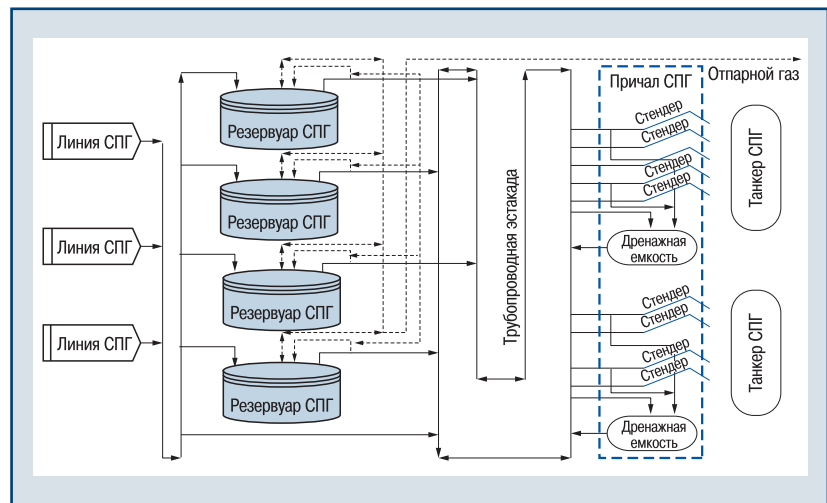 Отпарной газ
Причал СПГ
Линия СПГ
Линия СПГ
Линия СПГ
Резервуар СПГ
Резервуар СПГ
Резервуар СПГ
Резервуар СПГ
Трубопроводная эстакада
Стендер
Стендер
Стендер
Стендер
Стендер
Дренажная
емкость
Танкер СПГ
Стендер
Стендер
Стендер
Стендер
Дренажная
емкость
Танкер СПГ